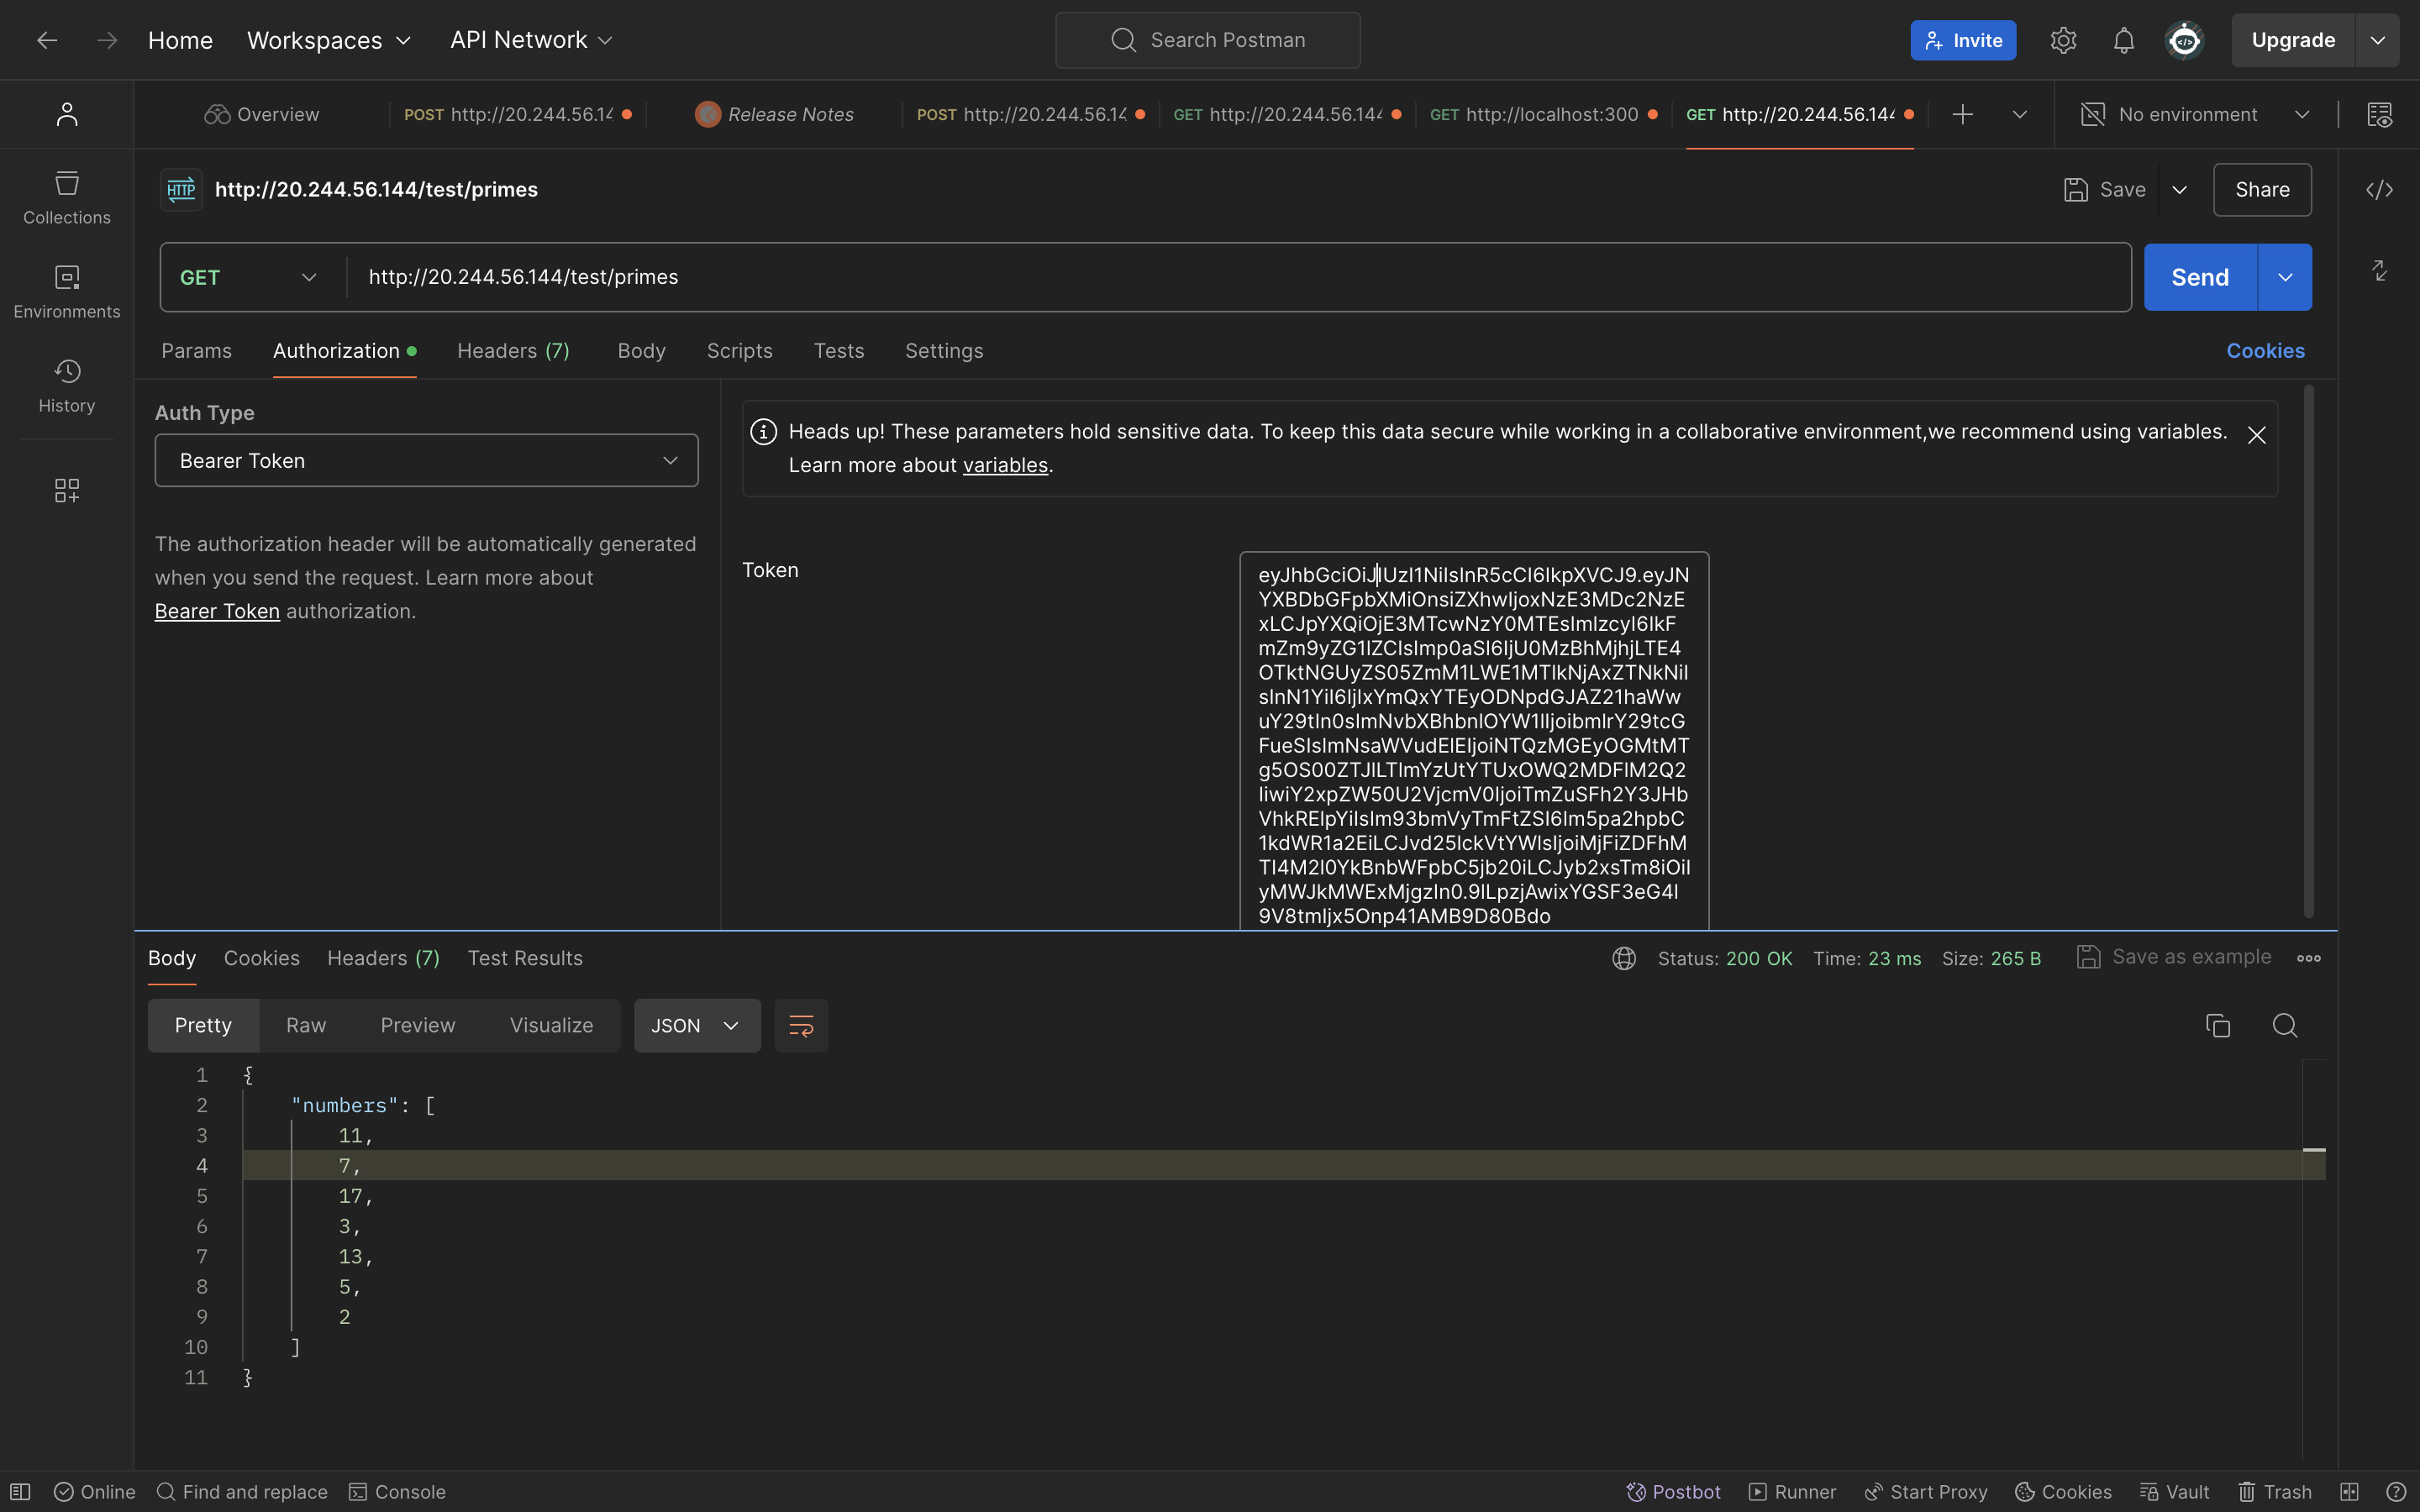 Home Workspaces API Network Search Postman Invite Upgrade
Overview POST http://20.244.56.14 Release Notes POST http://20.244.56.14 GET http://20.244.56.144 GET http://localhost:300 GET http://20.244.56.144 No environment
HTTP http://20.244.56.144/test/primes Save Share
Collections
GET http://20.244.56.144/test/primes Send
Environments
Params Authorization Headers (7) Body Scripts Tests Settings Cookies
History
Auth Type
Bearer Token
Heads up! These parameters hold sensitive data. To keep this data secure while working in a collaborative environment,we recommend using variables.
Learn more about variables.
The authorization header will be automatically generated
when you send the request. Learn more about
Bearer Token authorization.
Token
Body Cookies Headers (7) Test Results Status: 200 OK Time: 23 ms Size: 265 B Save as example
Pretty Raw Preview Visualize JSON
1 {
2 "numbers": [
3 11,
4 7,
5 17,
6 3,
7 13,
8 5,
9 2
10 ]
11 }
Online Find and replace Console Postbot Runner Start Proxy Cookies Vault Trash